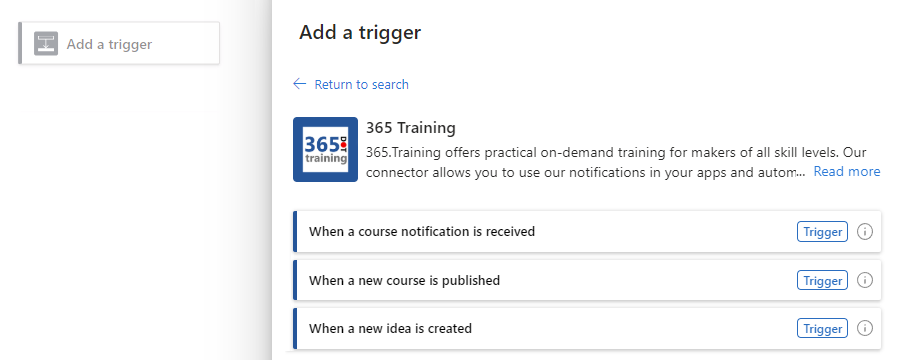 Add a trigger
Add a trigger
Return to search
365 DOT
training
365 Training
365.Training offers practical on-demand training for makers of all skill levels. Our
connector allows you to use our notifications in your apps and autom... Read more
When a course notification is received Trigger
When a new course is published Trigger
When a new idea is created Trigger